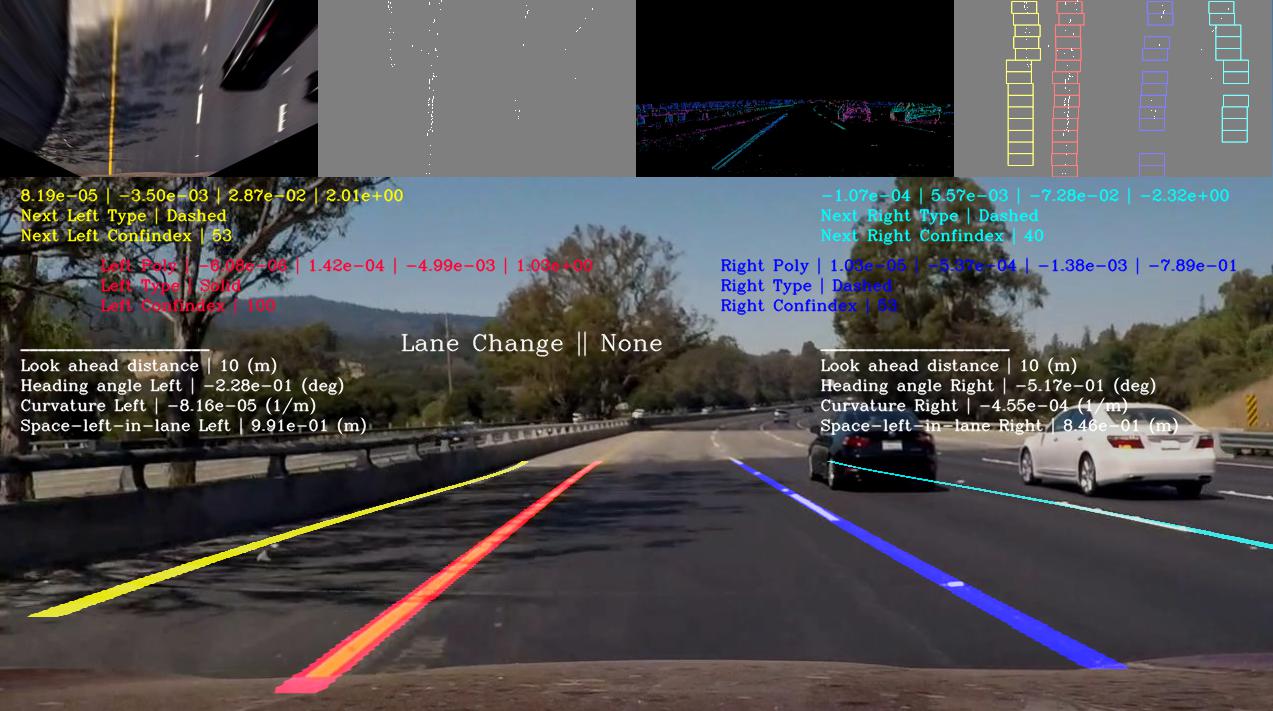 8.19e−05 | −3.50e−03 | 2.87e−02 | 2.01e+00
Next Left Type | Dashed
Next Left Confindex | 53
−1.07e−04 | 5.57e−03 | −7.28e−02 | −2.32e+00
Next Right Type | Dashed
Next Right Confindex | 40
Left Poly | −6.08e−06 | 1.42e−04 | −4.99e−03 | 1.03e+00
Left Type | Solid
Left Confindex | 100
Right Poly | 1.03e−05 | −5.37e−04 | −1.38e−03 | −7.89e−01
Right Type | Dashed
Right Confindex | 53
Lane Change || None
Look ahead distance | 10 (m)
Heading angle Left | −2.28e−01 (deg)
Curvature Left | −8.16e−05 (1/m)
Space−left−in−lane Left | 9.91e−01 (m)
Look ahead distance | 10 (m)
Heading angle Right | −5.17e−01 (deg)
Curvature Right | −4.55e−04 (1/m)
Space−left−in−lane Right | 8.46e−01 (m)